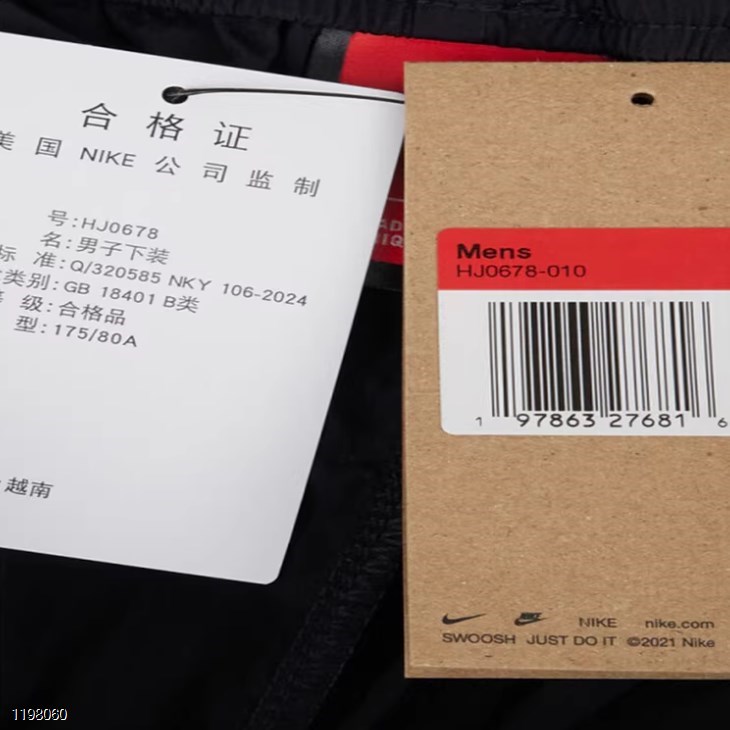 合格证
美国 NIKE 公司监制
号:HJ0678
名:男子下装
标 准:Q/320585 NKY 106-2024
类别:GB 18401 B类
级:合格品
型:175/80A
越南
Mens
HJ0678-010
1 97863 27681 6
NIKE nike.com
SWOOSH JUST DO IT ©2021 Nike
1198060